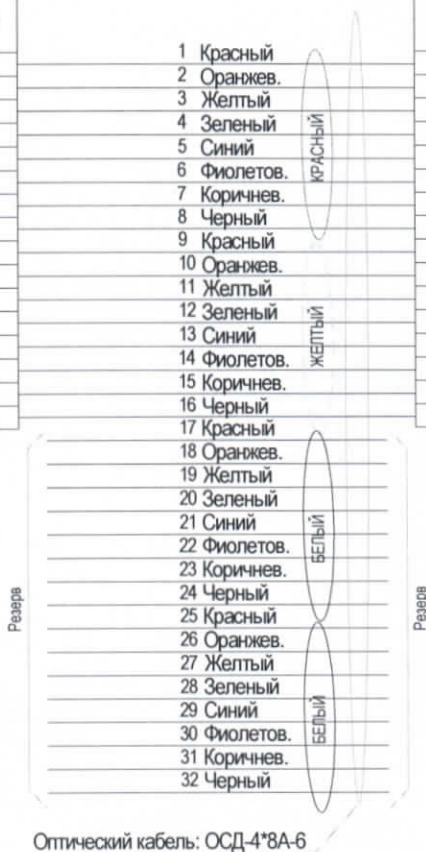 1 Красный
2 Оранжев.
3 Желтый
4 Зеленый
5 Синий
6 Фиолетов.
7 Коричнев.
8 Черный
КРАСНЫЙ
9 Красный
10 Оранжев.
11 Желтый
12 Зеленый
13 Синий
14 Фиолетов.
15 Коричнев.
16 Черный
ЖЕЛТЫЙ
17 Красный
18 Оранжев.
19 Желтый
20 Зеленый
21 Синий
22 Фиолетов.
23 Коричнев.
24 Черный
БЕЛЫЙ
25 Красный
26 Оранжев.
27 Желтый
28 Зеленый
29 Синий
30 Фиолетов.
31 Коричнев.
32 Черный
БЕЛЫЙ
Резерв
Резерв
Оптический кабель: ОСД-4*8А-6